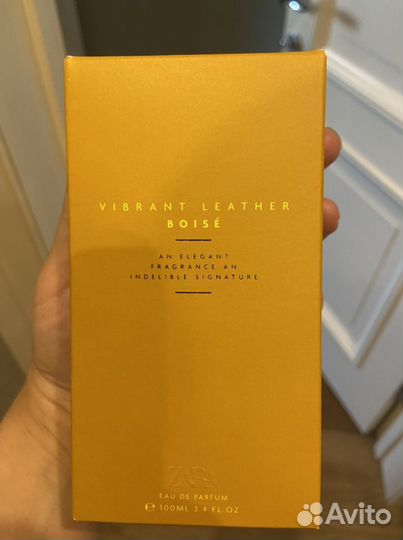 VIBRANT LEATHER
BOISÉ
AN ELEGANT
FRAGRANCE AN
INDELIBLE SIGNATURE
ZARA
EAU DE PARFUM
℮ 100ML 3.4 FL.OZ
Avito